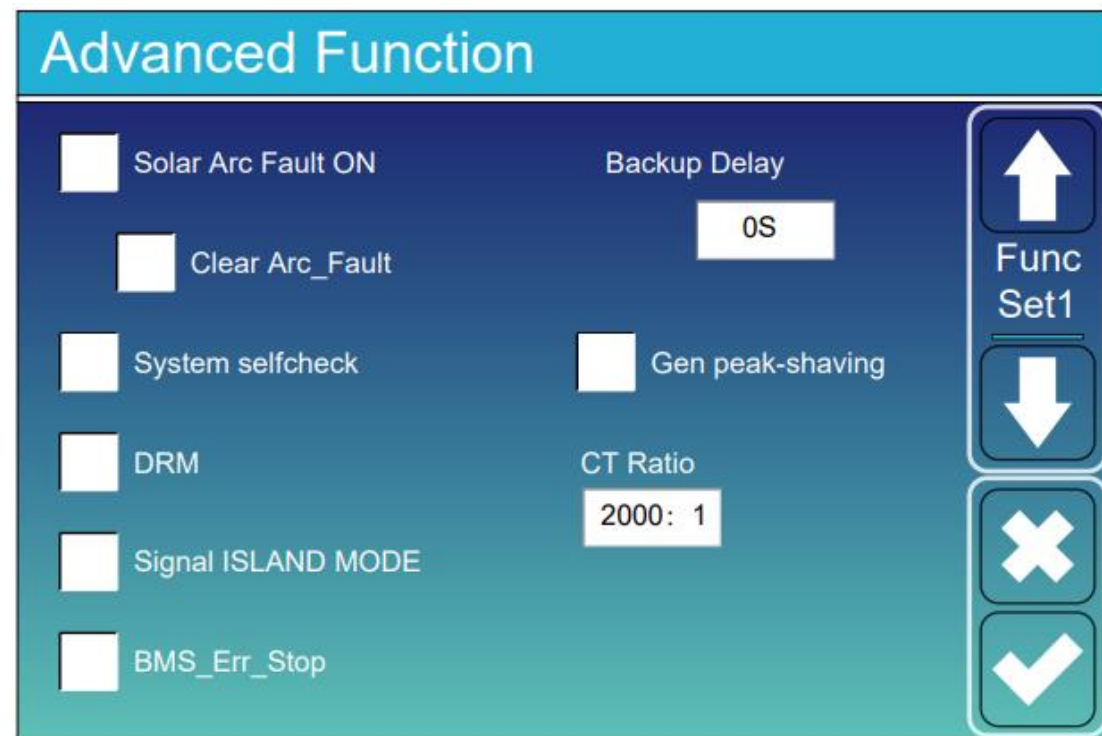 Advanced Function
Solar Arc Fault ON
Backup Delay
0S
Clear Arc_Fault
Func
Set1
System selfcheck
Gen peak-shaving
DRM
CT Ratio
2000: 1
Signal ISLAND MODE
BMS_Err_Stop